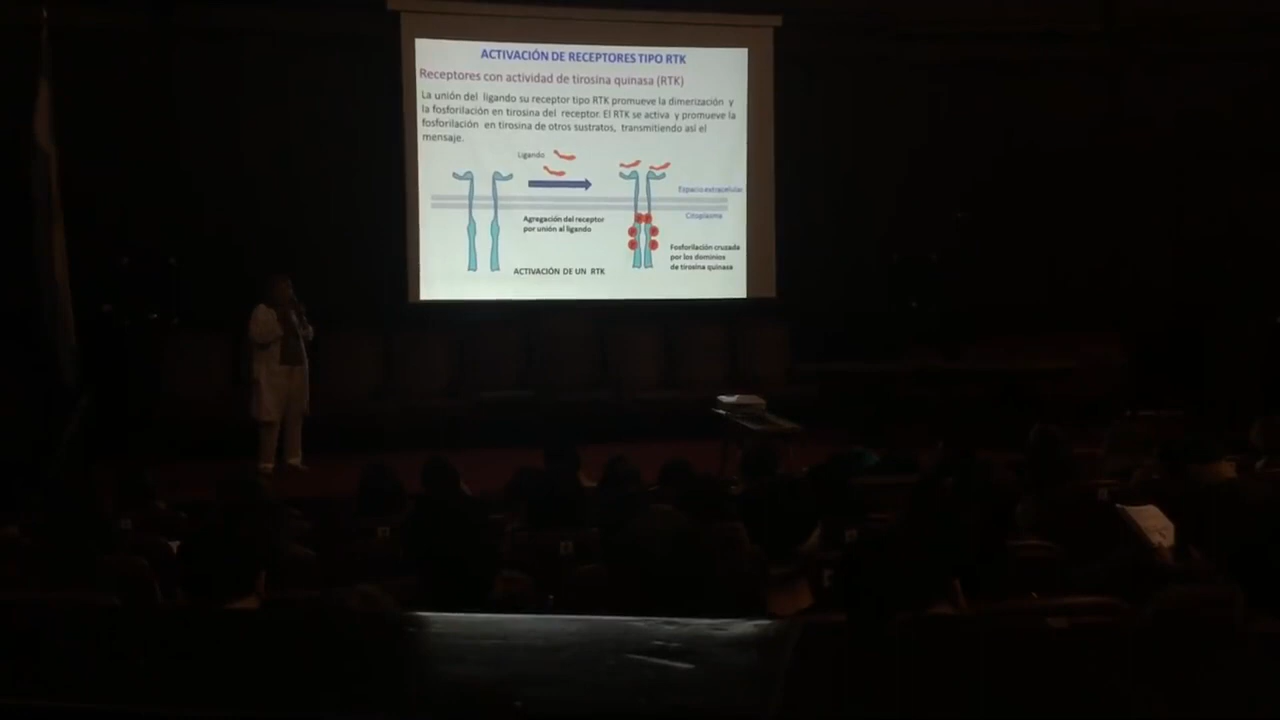 ACTIVACIÓN DE RECEPTORES TIPO RTK
Receptores con actividad de tirosina quinasa (RTK)
La unión del ligando su receptor tipo RTK promueve la dimerización y
la fosforilación en tirosina del receptor. El RTK se activa y promueve la
fosforilación en tirosina de otros sustratos, transmitiendo así el
mensaje.
Ligando
Espacio extracelular
Citoplasma
Agregación del receptor
por unión al ligando
Fosforilación cruzada
por los dominios
de tirosina quinasa
ACTIVACIÓN DE UN RTK